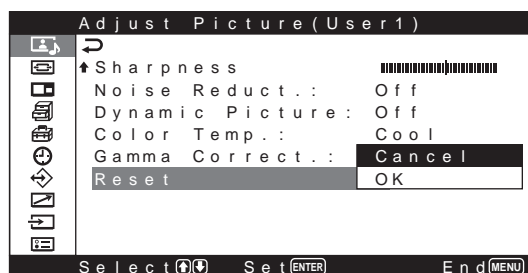 Adjust Picture(User1)
Sharpness
Noise Reduct.: Off
Dynamic Picture: Off
Color Temp.: Cool
Gamma Correct.: Cancel
Reset OK
Select Set ENTER End MENU